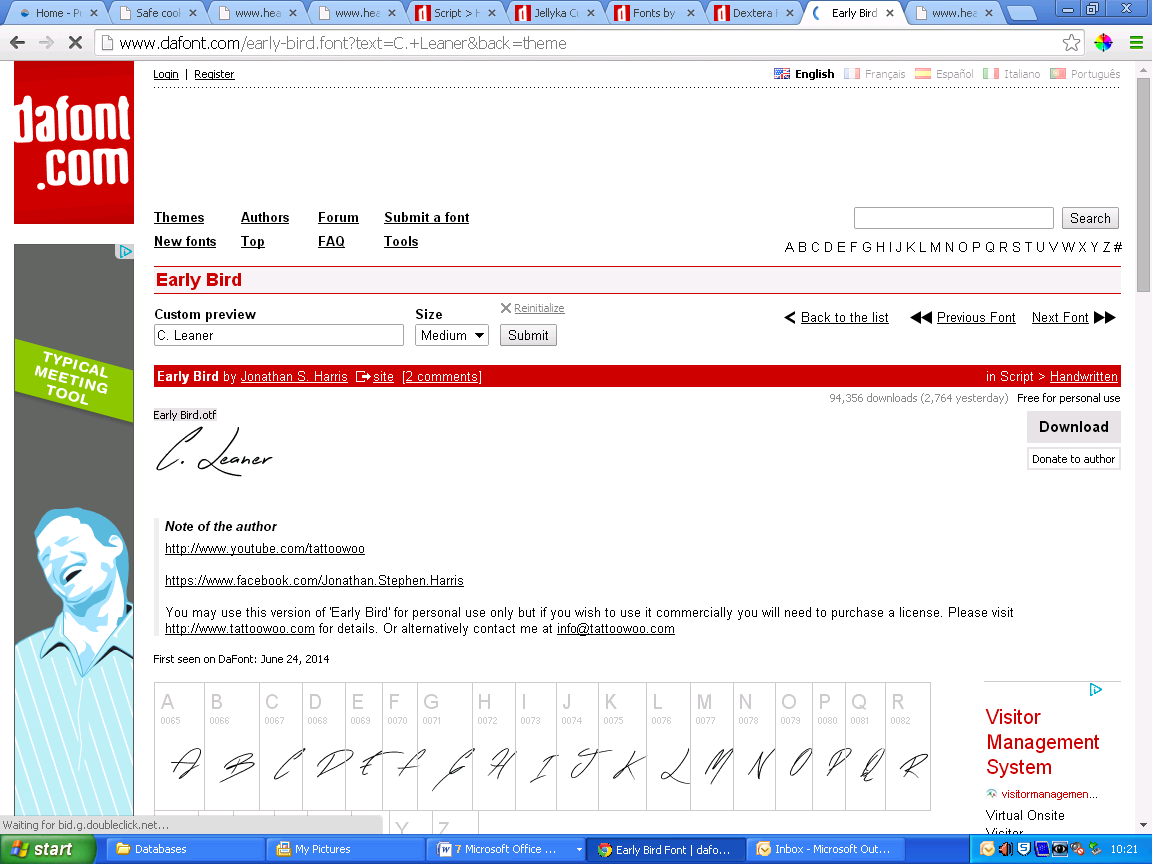 Home - Pu
Safe cook
www.hea
www.hea
Script > H
Jellyka Cu
Fonts by
Dextera F
Early Bird
www.hea
www.dafont.com/early-bird.font?text=C.+Leaner&back=theme
dafont
.com
Login | Register
English Français Español Italiano Português
Themes Authors Forum Submit a font
New fonts Top FAQ Tools
Search
A B C D E F G H I J K L M N O P Q R S T U V W X Y Z #
Early Bird
Custom preview Size Reinitialize
C. Leaner Medium Submit
Back to the list Previous Font Next Font
Early Bird by Jonathan S. Harris site [2 comments] in Script > Handwritten
94,356 downloads (2,764 yesterday) Free for personal use
Early Bird.otf
Download
Donate to author
C. Leaner
TYPICAL
MEETING
TOOL
Note of the author
http://www.youtube.com/tattoowoo
https://www.facebook.com/Jonathan.Stephen.Harris
You may use this version of 'Early Bird' for personal use only but if you wish to use it commercially you will need to purchase a license. Please visit
http://www.tattoowoo.com for details. Or alternatively contact me at info@tattoowoo.com
First seen on DaFont: June 24, 2014
A B C D E F G H I J K L M N O P Q R
0065 0066 0067 0068 0069 0070 0071 0072 0073 0074 0075 0076 0077 0078 0079 0080 0081 0082
A B C D E F G H I J K L M N O P Q R
Y Z
Visitor
Management
System
visitormanagemen...
Virtual Onsite
Visitor
Waiting for bid.g.doubleclick.net...
start Databases My Pictures 7 Microsoft Office ... Early Bird Font | dafo... Inbox - Microsoft Out... 10:21